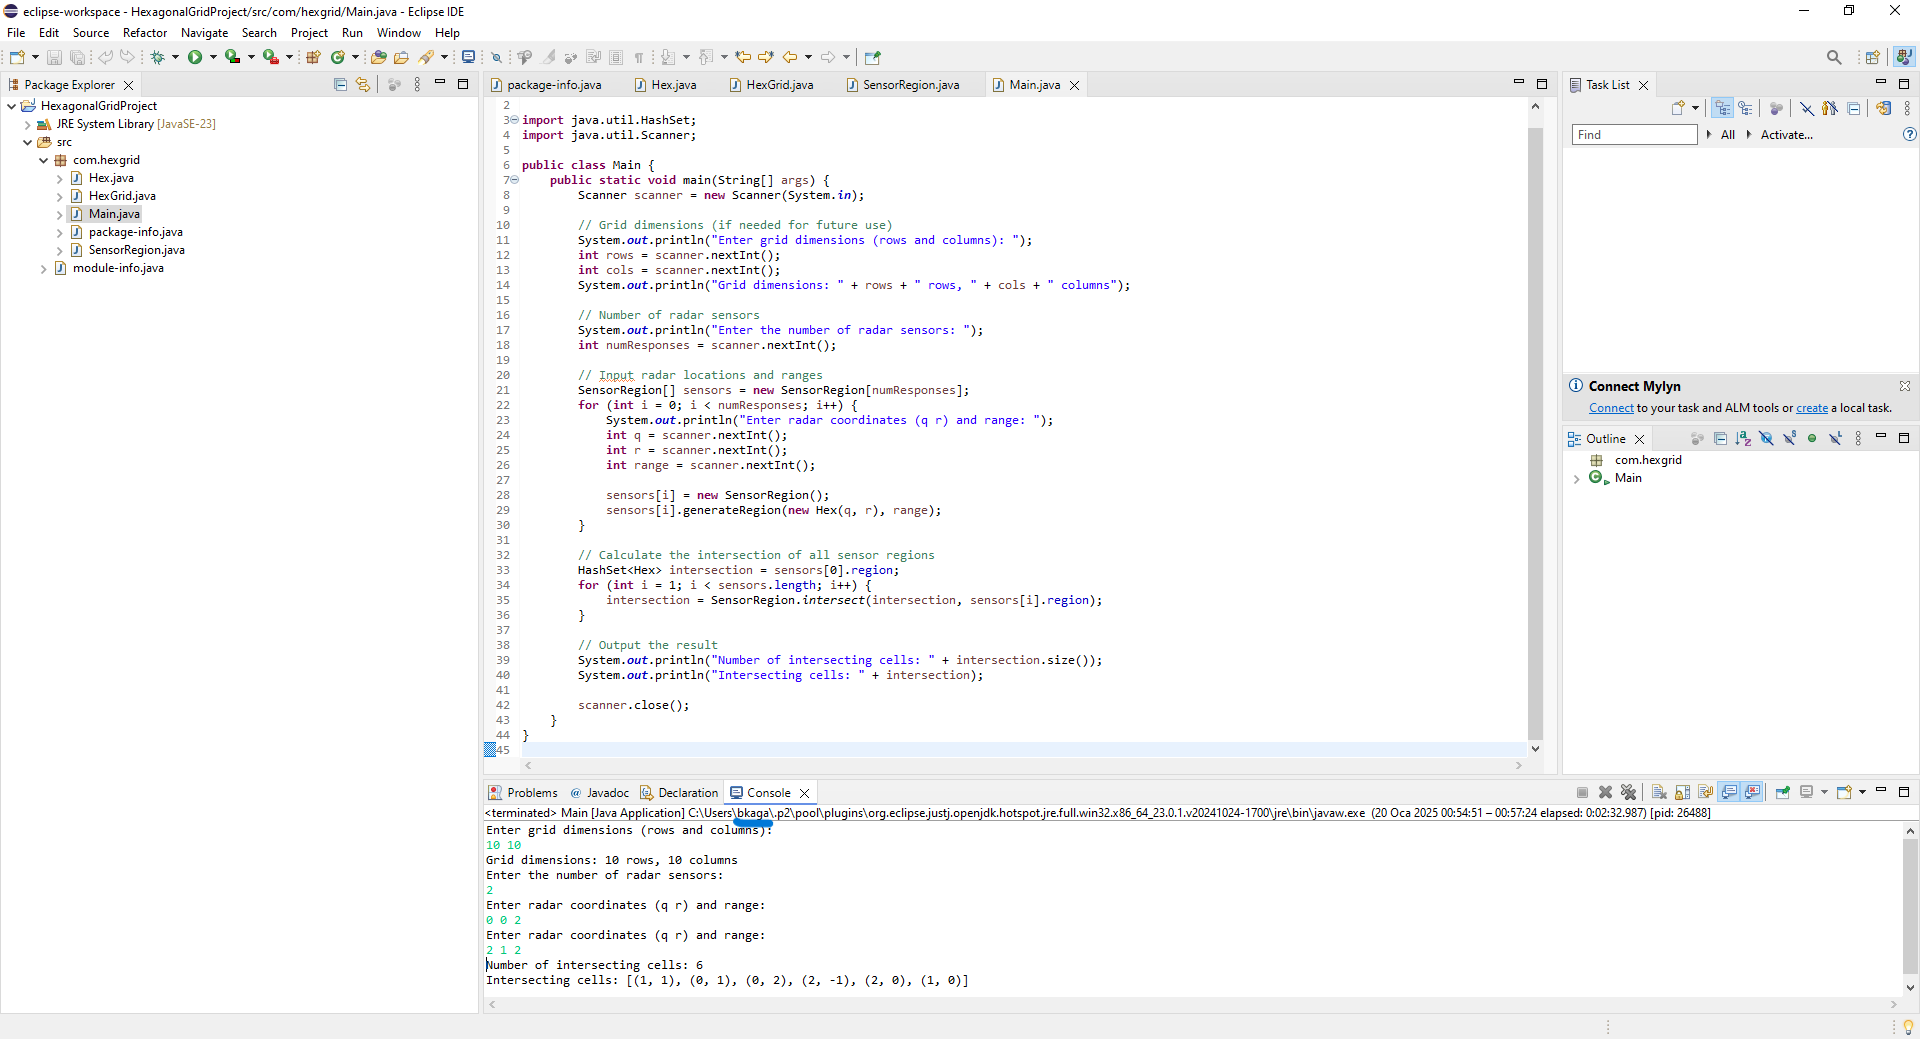 eclipse-workspace - HexagonalGridProject/src/com/hexgrid/Main.java - Eclipse IDE
File Edit Source Refactor Navigate Search Project Run Window Help
Package Explorer
HexagonalGridProject
JRE System Library [JavaSE-23]
src
com.hexgrid
Hex.java
HexGrid.java
Main.java
package-info.java
SensorRegion.java
module-info.java
package-info.java Hex.java HexGrid.java SensorRegion.java Main.java
2
3 import java.util.HashSet;
4 import java.util.Scanner;
5
6 public class Main {
7     public static void main(String[] args) {
8         Scanner scanner = new Scanner(System.in);
9
10         // Grid dimensions (if needed for future use)
11         System.out.println("Enter grid dimensions (rows and columns): ");
12         int rows = scanner.nextInt();
13         int cols = scanner.nextInt();
14         System.out.println("Grid dimensions: " + rows + " rows, " + cols + " columns");
15
16         // Number of radar sensors
17         System.out.println("Enter the number of radar sensors: ");
18         int numResponses = scanner.nextInt();
19
20         // Input radar locations and ranges
21         SensorRegion[] sensors = new SensorRegion[numResponses];
22         for (int i = 0; i < numResponses; i++) {
23             System.out.println("Enter radar coordinates (q r) and range: ");
24             int q = scanner.nextInt();
25             int r = scanner.nextInt();
26             int range = scanner.nextInt();
27
28             sensors[i] = new SensorRegion();
29             sensors[i].generateRegion(new Hex(q, r), range);
30         }
31
32         // Calculate the intersection of all sensor regions
33         HashSet<Hex> intersection = sensors[0].region;
34         for (int i = 1; i < sensors.length; i++) {
35             intersection = SensorRegion.intersect(intersection, sensors[i].region);
36         }
37
38         // Output the result
39         System.out.println("Number of intersecting cells: " + intersection.size());
40         System.out.println("Intersecting cells: " + intersection);
41
42         scanner.close();
43     }
44 }
45
Task List
Find All Activate...
Connect Mylyn
Connect to your task and ALM tools or create a local task.
Outline
com.hexgrid
Main
Problems Javadoc Declaration Console
<terminated> Main [Java Application] C:\Users\bkaga\.p2\pool\plugins\org.eclipse.justj.openjdk.hotspot.jre.full.win32.x86_64_23.0.1.v20241024-1700\jre\bin\javaw.exe (20 Oca 2025 00:54:51 – 00:57:24 elapsed: 0:02:32.987) [pid: 26488]
Enter grid dimensions (rows and columns):
10 10
Grid dimensions: 10 rows, 10 columns
Enter the number of radar sensors:
2
Enter radar coordinates (q r) and range:
0 0 2
Enter radar coordinates (q r) and range:
2 1 2
Number of intersecting cells: 6
Intersecting cells: [(1, 1), (0, 1), (0, 2), (2, -1), (2, 0), (1, 0)]